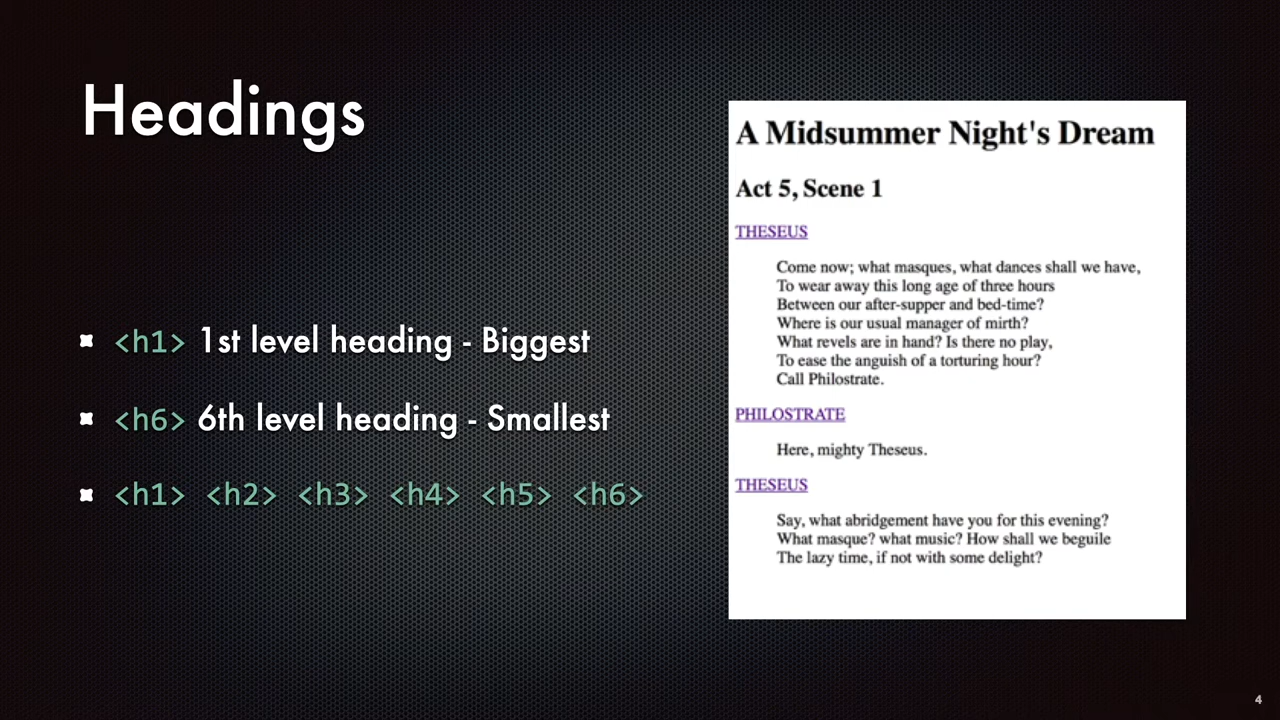 Headings
<h1> 1st level heading - Biggest
<h6> 6th level heading - Smallest
<h1> <h2> <h3> <h4> <h5> <h6>
A Midsummer Night's Dream
Act 5, Scene 1
THESEUS
Come now; what masques, what dances shall we have,
To wear away this long age of three hours
Between our after-supper and bed-time?
Where is our usual manager of mirth?
What revels are in hand? Is there no play,
To ease the anguish of a torturing hour?
Call Philostrate.
PHILOSTRATE
Here, mighty Theseus.
THESEUS
Say, what abridgement have you for this evening?
What masque? what music? How shall we beguile
The lazy time, if not with some delight?
4